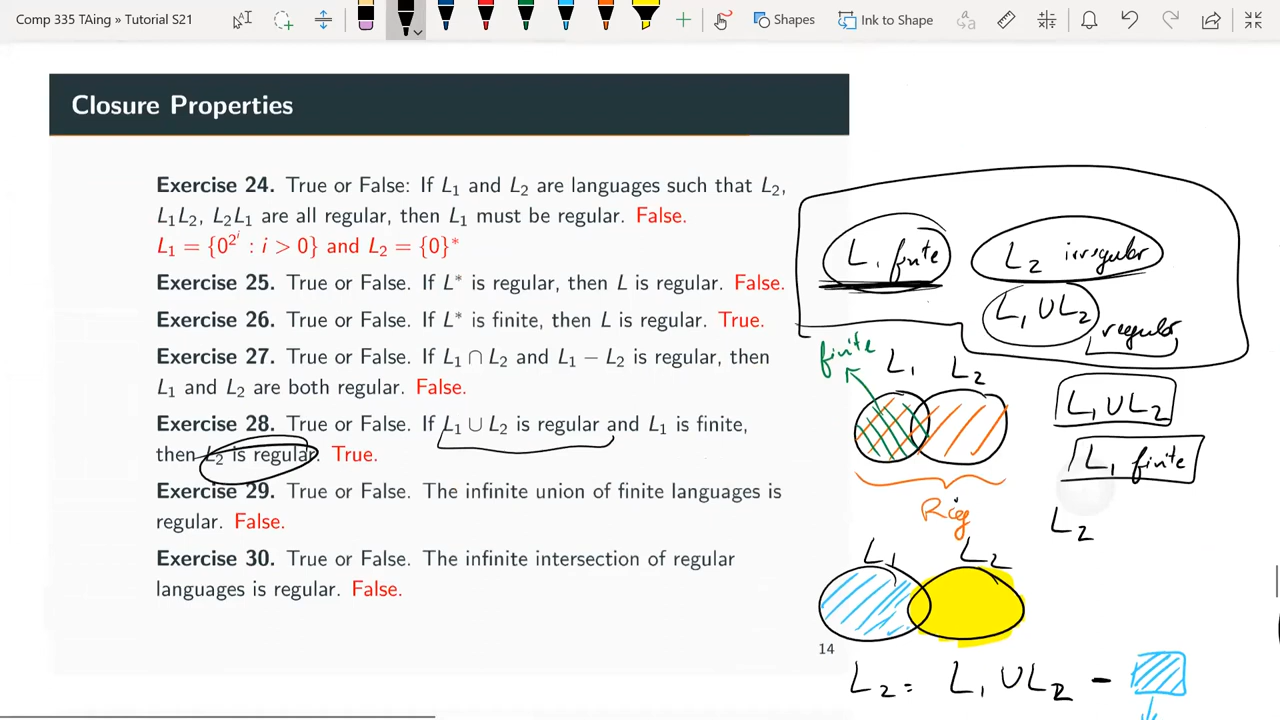 Comp 335 TAing » Tutorial S21
Shapes
Ink to Shape
Closure Properties
Exercise 24. True or False: If L₁ and L₂ are languages such that L₂,
L₁L₂, L₂L₁ are all regular, then L₁ must be regular. False.
L₁ = {0^{2^i} : i > 0} and L₂ = {0}*
Exercise 25. True or False. If L* is regular, then L is regular. False.
Exercise 26. True or False. If L* is finite, then L is regular. True.
Exercise 27. True or False. If L₁ ∩ L₂ and L₁ − L₂ is regular, then
L₁ and L₂ are both regular. False.
Exercise 28. True or False. If L₁ ∪ L₂ is regular and L₁ is finite,
then L₂ is regular. True.
Exercise 29. True or False. The infinite union of finite languages is
regular. False.
Exercise 30. True or False. The infinite intersection of regular
languages is regular. False.
14
L₁ finite L₂ irregular
L₁ ∪ L₂ regular
finite L₁ L₂
L₁ ∪ L₂
L₁ finite
Reg
L₂
L₁ L₂
L₂ = L₁ ∪ L₂ −